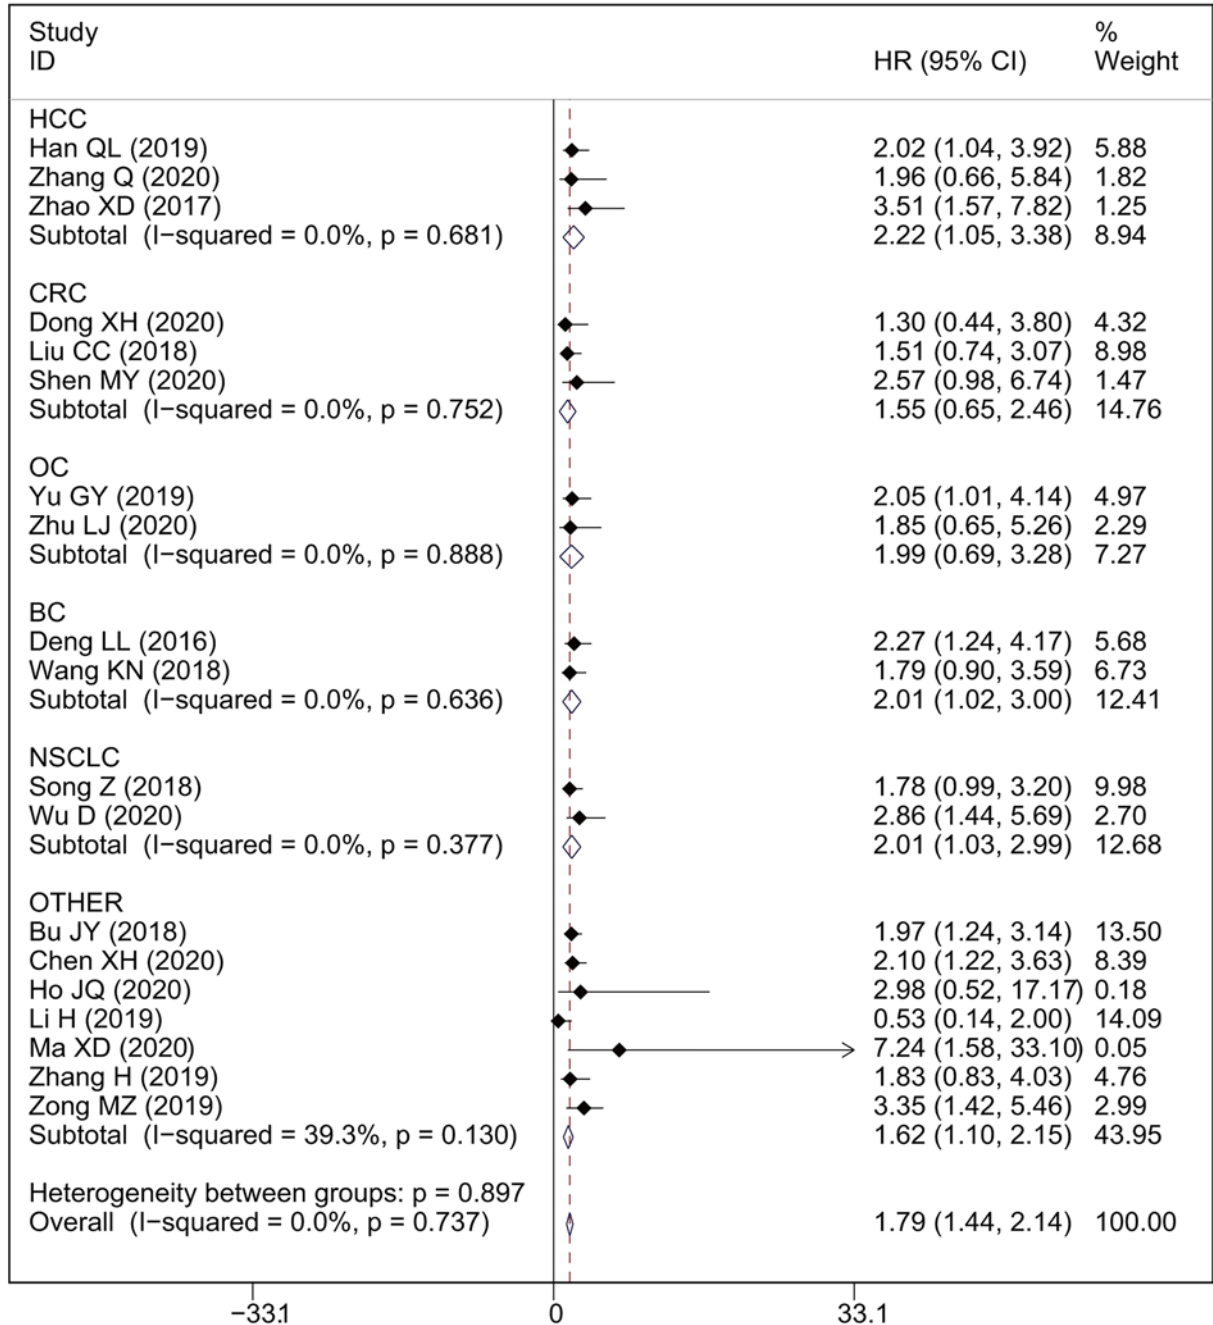 Study %
ID HR (95% CI) Weight
HCC
Han QL (2019) 2.02 (1.04, 3.92) 5.88
Zhang Q (2020) 1.96 (0.66, 5.84) 1.82
Zhao XD (2017) 3.51 (1.57, 7.82) 1.25
Subtotal (I−squared = 0.0%, p = 0.681) 2.22 (1.05, 3.38) 8.94
CRC
Dong XH (2020) 1.30 (0.44, 3.80) 4.32
Liu CC (2018) 1.51 (0.74, 3.07) 8.98
Shen MY (2020) 2.57 (0.98, 6.74) 1.47
Subtotal (I−squared = 0.0%, p = 0.752) 1.55 (0.65, 2.46) 14.76
OC
Yu GY (2019) 2.05 (1.01, 4.14) 4.97
Zhu LJ (2020) 1.85 (0.65, 5.26) 2.29
Subtotal (I−squared = 0.0%, p = 0.888) 1.99 (0.69, 3.28) 7.27
BC
Deng LL (2016) 2.27 (1.24, 4.17) 5.68
Wang KN (2018) 1.79 (0.90, 3.59) 6.73
Subtotal (I−squared = 0.0%, p = 0.636) 2.01 (1.02, 3.00) 12.41
NSCLC
Song Z (2018) 1.78 (0.99, 3.20) 9.98
Wu D (2020) 2.86 (1.44, 5.69) 2.70
Subtotal (I−squared = 0.0%, p = 0.377) 2.01 (1.03, 2.99) 12.68
OTHER
Bu JY (2018) 1.97 (1.24, 3.14) 13.50
Chen XH (2020) 2.10 (1.22, 3.63) 8.39
Ho JQ (2020) 2.98 (0.52, 17.17) 0.18
Li H (2019) 0.53 (0.14, 2.00) 14.09
Ma XD (2020) 7.24 (1.58, 33.10) 0.05
Zhang H (2019) 1.83 (0.83, 4.03) 4.76
Zong MZ (2019) 3.35 (1.42, 5.46) 2.99
Subtotal (I−squared = 39.3%, p = 0.130) 1.62 (1.10, 2.15) 43.95
Heterogeneity between groups: p = 0.897
Overall (I−squared = 0.0%, p = 0.737) 1.79 (1.44, 2.14) 100.00
−33.1 0 33.1